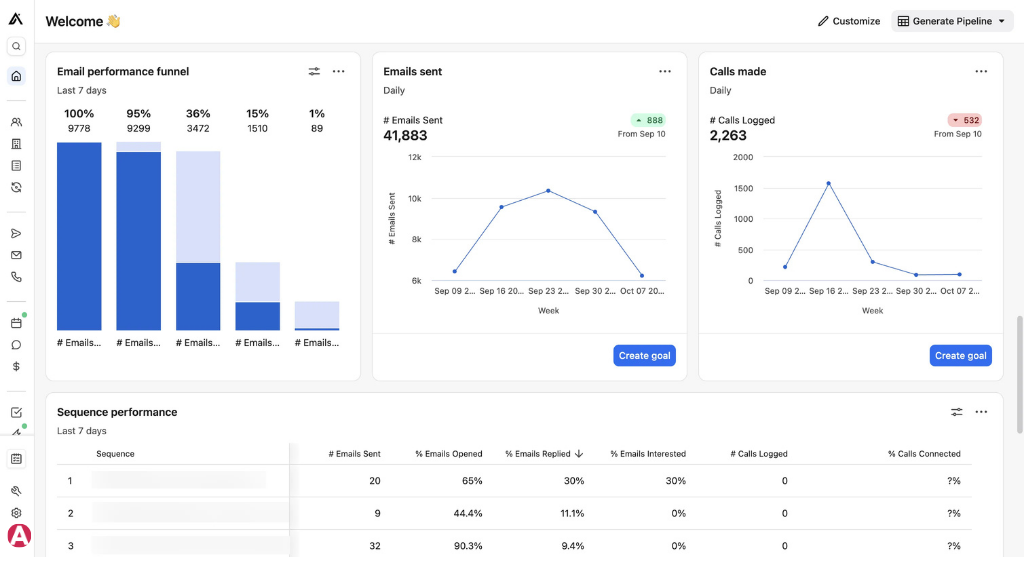 Welcome 👋
Customize
Generate Pipeline
Email performance funnel
Last 7 days
100% 95% 36% 15% 1%
9778 9299 3472 1510 89
# Emails... # Emails... # Emails... # Emails... # Emails...
Emails sent
Daily
# Emails Sent
888
41,883
From Sep 10
12k
10k
8k
6k
# Emails Sent
Sep 09 2... Sep 16 20... Sep 23 2... Sep 30 2... Oct 07 20...
Week
Create goal
Calls made
Daily
# Calls Logged
532
2,263
From Sep 10
2000
1500
1000
500
0
# Calls Logged
Sep 09 2... Sep 16 2... Sep 23 2... Sep 30 2... Oct 07 2...
Week
Create goal
Sequence performance
Last 7 days
Sequence # Emails Sent % Emails Opened % Emails Replied % Emails Interested # Calls Logged % Calls Connected
1 20 65% 30% 30% 0 ?%
2 9 44.4% 11.1% 0% 0 ?%
3 32 90.3% 9.4% 0% 0 ?%
A